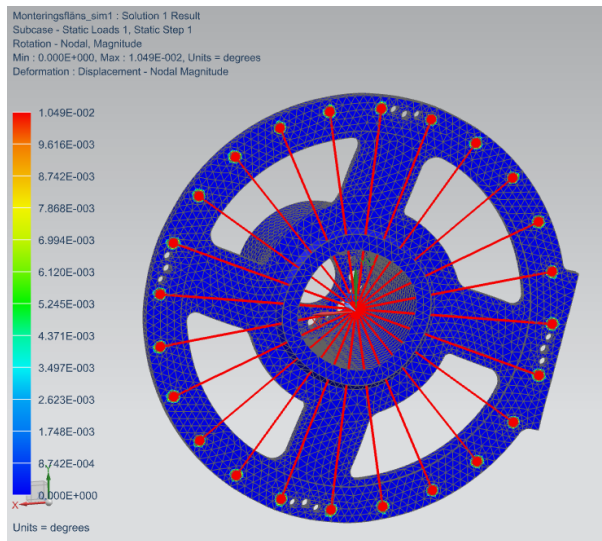 Monteringsfläns_sim1 : Solution 1 Result
Subcase - Static Loads 1, Static Step 1
Rotation - Nodal, Magnitude
Min : 0.000E+000, Max : 1.049E-002, Units = degrees
Deformation : Displacement - Nodal Magnitude
1.049E-002
9.616E-003
8.742E-003
7.868E-003
6.994E-003
6.120E-003
5.245E-003
4.371E-003
3.497E-003
2.623E-003
1.748E-003
8.742E-004
0.000E+000
Y
X
Units = degrees